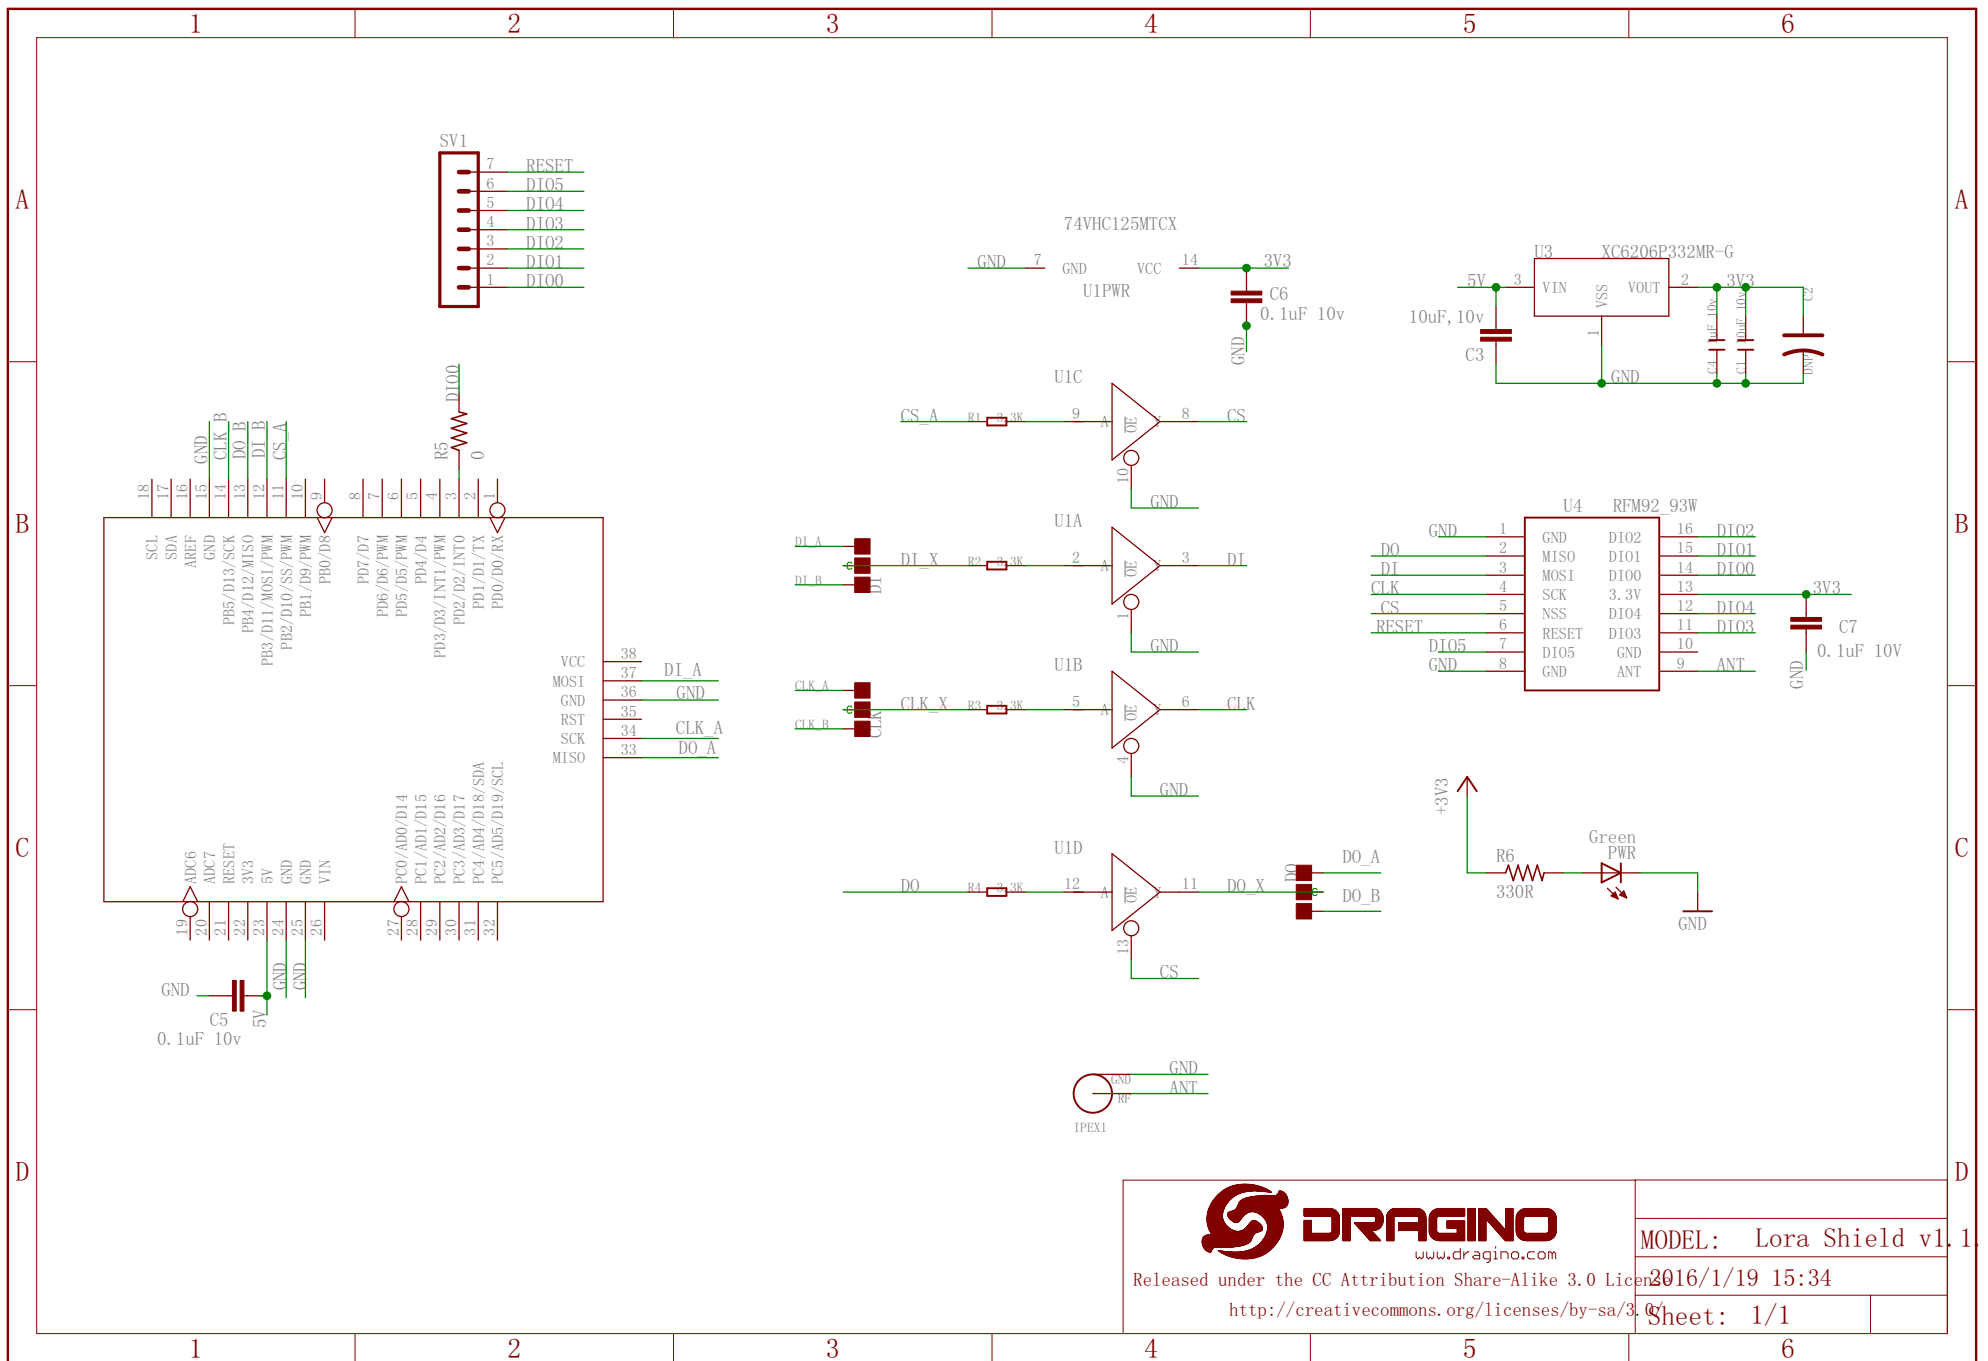 1 2 3 4 5 6
A
B
C
D
A
B
C
D
SV1
7 RESET
6 DIO5
5 DIO4
4 DIO3
3 DIO2
2 DIO1
1 DIO0
74VHC125MTCX
GND 7 GND VCC 14 3V3
U1PWR
C6
0.1uF 10v
GND
U3 XC6206P332MR-G
5V 3 VIN VOUT 2 3V3
VSS
1
10uF,10v
C3
GND
C4
C1 10uF 10v
C2
DNP
DIO0
R5
0
GND
CLK_B
DO_B
DI_B
CS_A
18 17 16 15 14 13 12 11 10 9 8 7 6 5 4 3 2 1
SCL
SDA
AREF
GND
PB5/D13/SCK
PB4/D12/MISO
PB3/D11/MOSI/PWM
PB2/D10/SS/PWM
PB1/D9/PWM
PB0/D8
PD7/D7
PD6/D6/PWM
PD5/D5/PWM
PD4/D4
PD3/D3/INT1/PWM
PD2/D2/INT0
PD1/D1/TX
PD0/D0/RX
VCC 38
MOSI 37 DI_A
GND 36 GND
RST 35
SCK 34 CLK_A
MISO 33 DO_A
ADC6
ADC7
RESET
3V3
5V
GND
GND
VIN
PC0/AD0/D14
PC1/AD1/D15
PC2/AD2/D16
PC3/AD3/D17
PC4/AD4/D18/SDA
PC5/AD5/D19/SCL
19 20 21 22 23 24 25 26 27 28 29 30 31 32
GND
GND
GND
C5
5V
0.1uF 10v
U1C
CS_A R1 3.3K 9 A OE Y 8 CS
10
GND
U1A
DI_A
C DI_X R2 3.3K 2 A OE Y 3 DI
DI_B
DI
1
GND
U1B
CLK_A
C CLK_X R3 3.3K 5 A OE Y 6 CLK
CLK_B
CLK
4
GND
U1D
DO R4 3.3K 12 A OE Y 11 DO_X C
DO
DO_A
DO_B
13
CS
U4 RFM92_93W
GND 1 GND DIO2 16 DIO2
DO 2 MISO DIO1 15 DIO1
DI 3 MOSI DIO0 14 DIO0
CLK 4 SCK 3.3V 13 3V3
CS 5 NSS DIO4 12 DIO4
RESET 6 RESET DIO3 11 DIO3
DIO5 7 DIO5 GND 10
GND 8 GND ANT 9 ANT
C7
0.1uF 10V
GND
+3V3
R6
330R
Green
PWR
GND
GND GND
RF ANT
IPEX1
DRAGINO
www.dragino.com
Released under the CC Attribution Share-Alike 3.0 License
http://creativecommons.org/licenses/by-sa/3.0/
MODEL: Lora Shield v1.1
2016/1/19 15:34
Sheet: 1/1
1 2 3 4 5 6